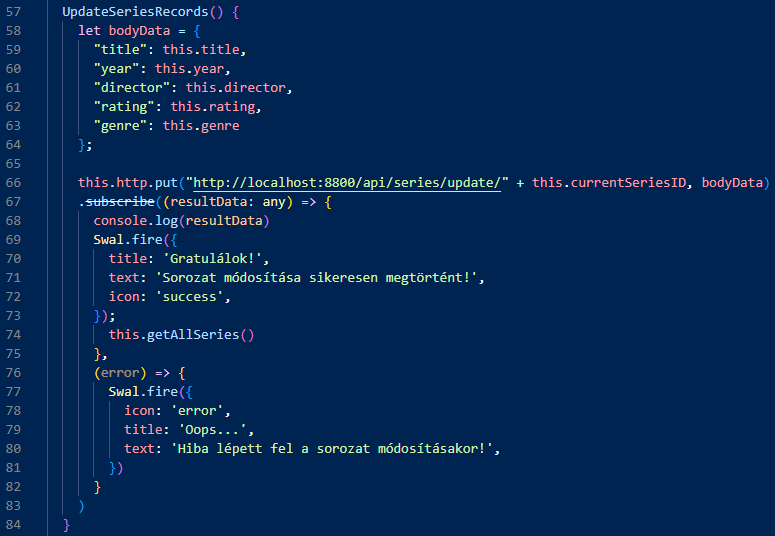 57 UpdateSeriesRecords() {
58 let bodyData = {
59 "title": this.title,
60 "year": this.year,
61 "director": this.director,
62 "rating": this.rating,
63 "genre": this.genre
64 };
65
66 this.http.put("http://localhost:8800/api/series/update/" + this.currentSeriesID, bodyData)
67 .subscribe((resultData: any) => {
68 console.log(resultData)
69 Swal.fire({
70 title: 'Gratulálok!',
71 text: 'Sorozat módosítása sikeresen megtörtént!',
72 icon: 'success',
73 });
74 this.getAllSeries()
75 },
76 (error) => {
77 Swal.fire({
78 icon: 'error',
79 title: 'Oops...',
80 text: 'Hiba lépett fel a sorozat módosításakor!',
81 })
82 }
83 )
84 }